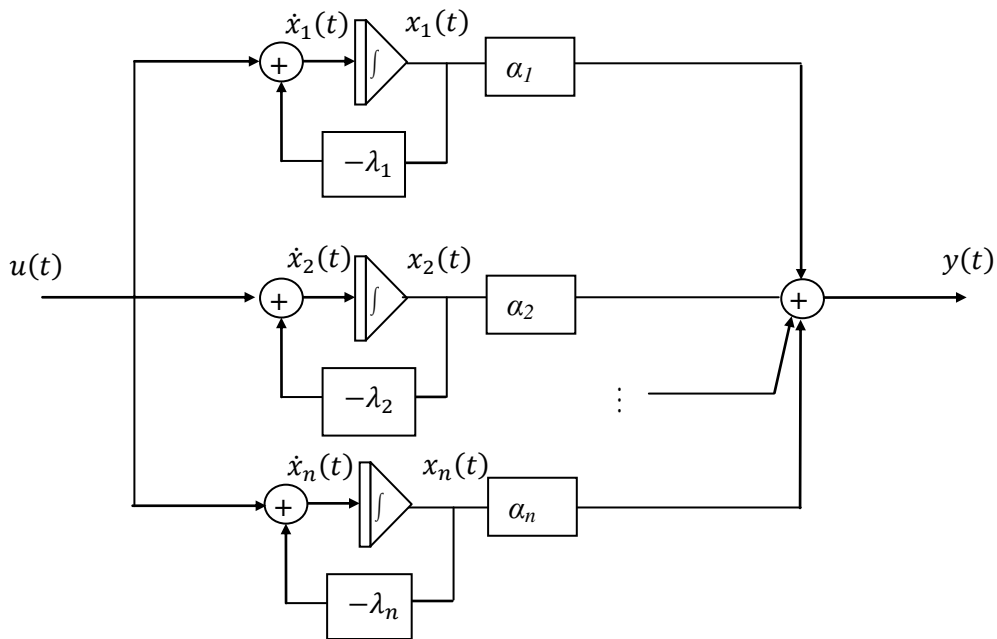 ẋ₁(t) x₁(t)
+ ∫ α₁
−λ₁
u(t) ẋ₂(t) x₂(t) y(t)
+ ∫ α₂ +
−λ₂ ⋮
ẋₙ(t) xₙ(t)
+ ∫ αₙ
−λₙ